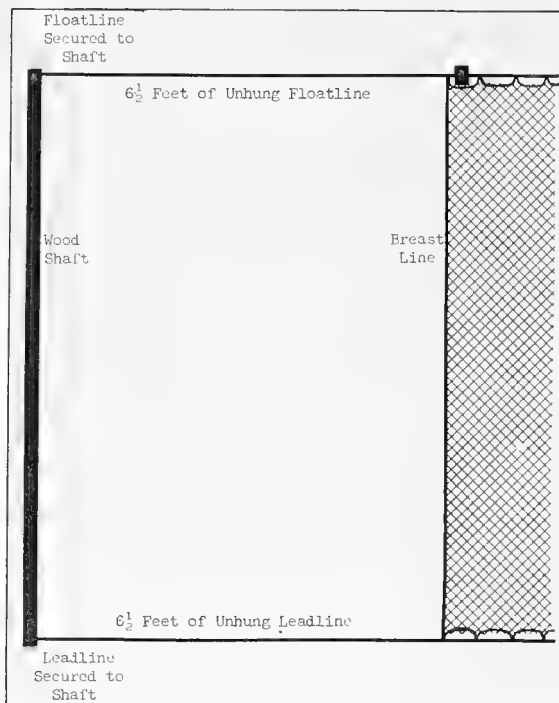 Floatline
Secured to
Shaft
6½ Feet of Unhung Floatline
Wood
Shaft
Breast
Line
6½ Feet of Unhung Leadline
Leadline
Secured to
Shaft